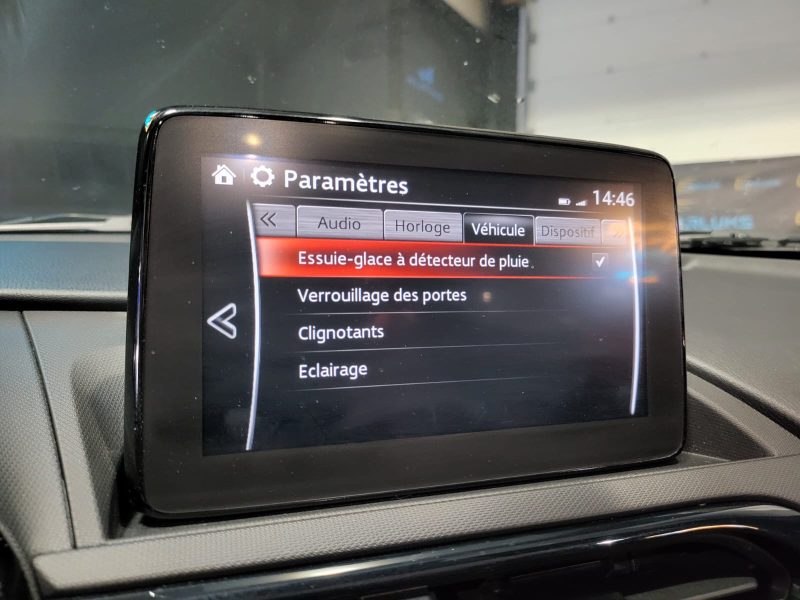 Paramètres
14:46
Audio Horloge Véhicule Dispositif
Essuie-glace à détecteur de pluie
Verrouillage des portes
Clignotants
Eclairage